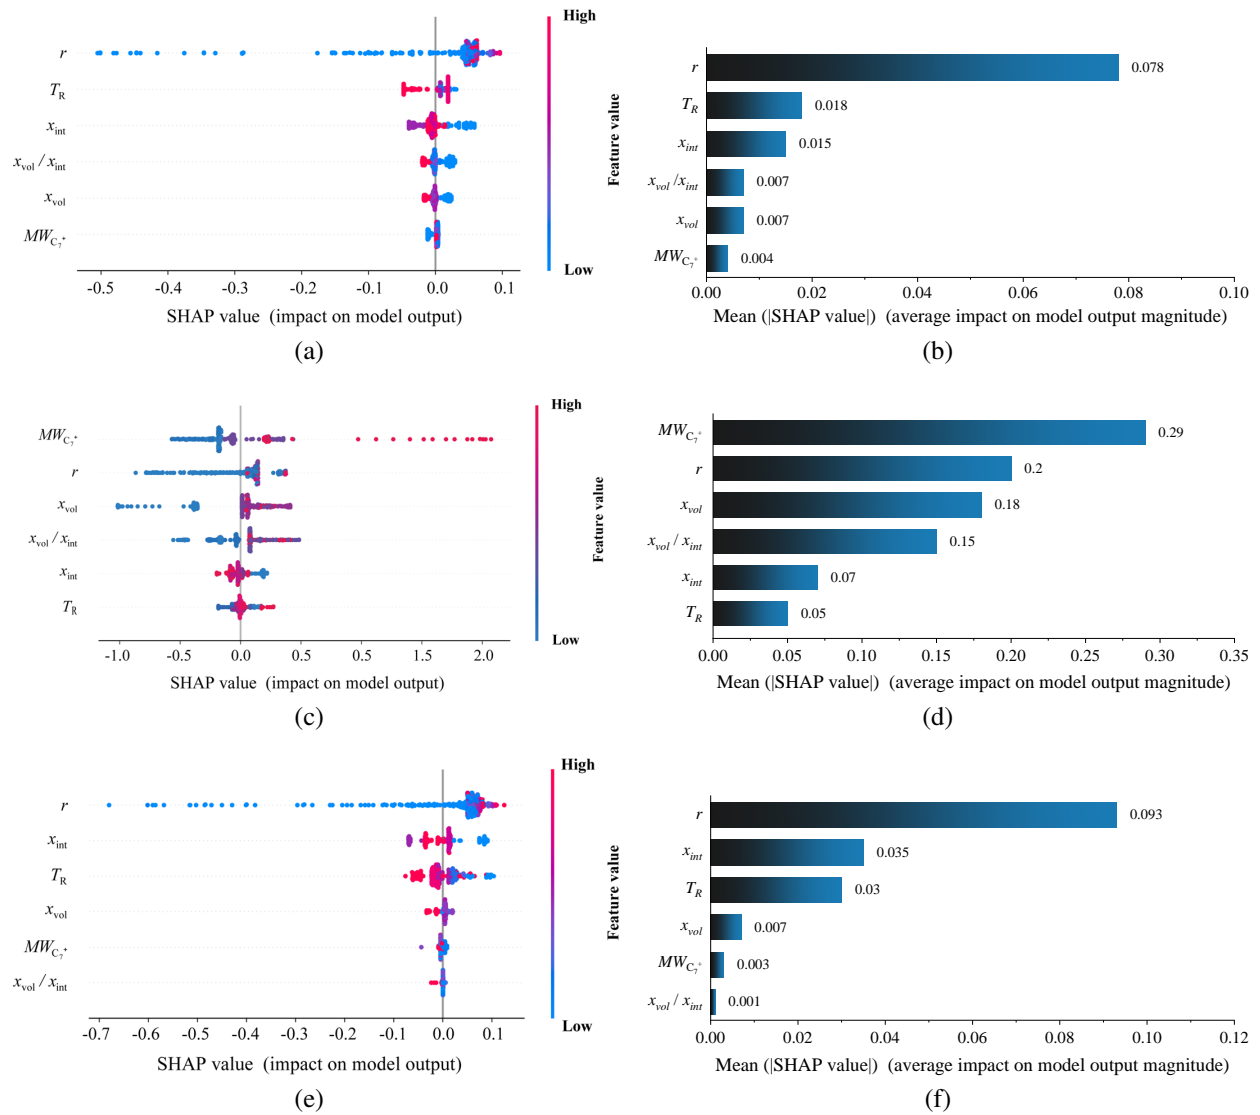 High
r
T_R
x_int
x_vol / x_int
x_vol
MW_C7+
Low
Feature value
-0.5 -0.4 -0.3 -0.2 -0.1 0.0 0.1
SHAP value (impact on model output)
(a)
r 0.078
T_R 0.018
x_int 0.015
x_vol /x_int 0.007
x_vol 0.007
MW_C7+ 0.004
0.00 0.02 0.04 0.06 0.08 0.10
Mean (|SHAP value|) (average impact on model output magnitude)
(b)
High
MW_C7+
r
x_vol
x_vol / x_int
x_int
T_R
Low
Feature value
-1.0 -0.5 0.0 0.5 1.5 1.5 2.0
SHAP value (impact on model output)
(c)
MW_C7+ 0.29
r 0.2
x_vol 0.18
x_vol / x_int 0.15
x_int 0.07
T_R 0.05
0.00 0.05 0.10 0.15 0.20 0.25 0.30 0.35
Mean (|SHAP value|) (average impact on model output magnitude)
(d)
High
r
x_int
T_R
x_vol
MW_C7+
x_vol / x_int
Low
Feature value
-0.7 -0.6 -0.5 -0.4 -0.3 -0.2 -0.1 0.0 0.1
SHAP value (impact on model output)
(e)
r 0.093
x_int 0.035
T_R 0.03
x_vol 0.007
MW_C7+ 0.003
x_vol / x_int 0.001
0.00 0.02 0.04 0.06 0.08 0.10 0.12
Mean (|SHAP value|) (average impact on model output magnitude)
(f)